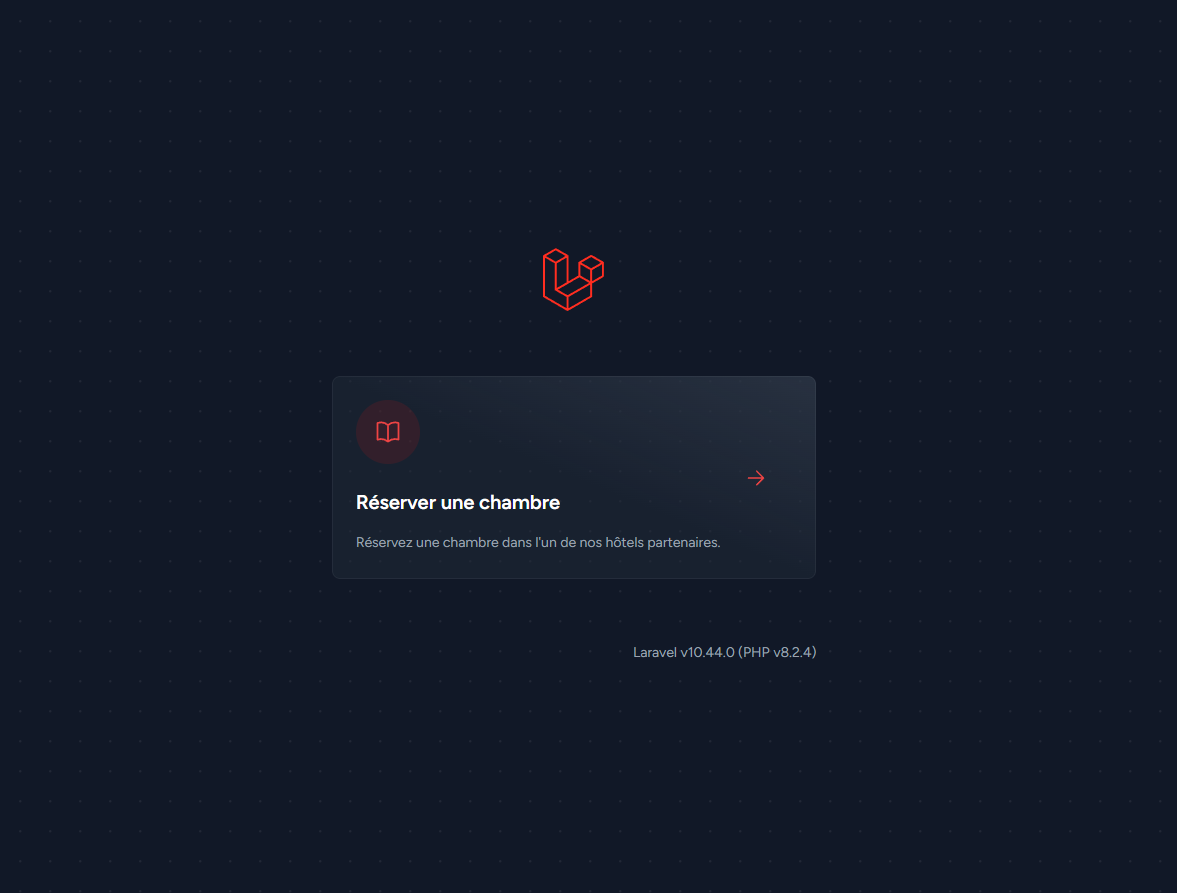 Réserver une chambre
Réservez une chambre dans l'un de nos hôtels partenaires.
Laravel v10.44.0 (PHP v8.2.4)